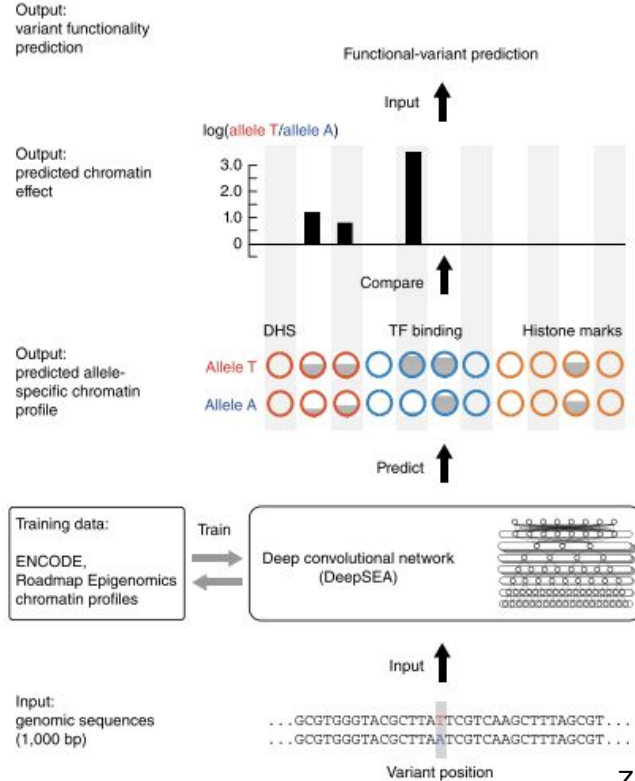 Output:
variant functionality
prediction
Functional-variant prediction
Input
log(allele T/allele A)
Output:
predicted chromatin
effect
3.0
2.0
1.0
0
Compare
DHS
TF binding
Histone marks
Output:
predicted allele-
specific chromatin
profile
Allele T
Allele A
Predict
Training data:
ENCODE,
Roadmap Epigenomics
chromatin profiles
Train
Deep convolutional network
(DeepSEA)
Input
Input:
genomic sequences
(1,000 bp)
...GCGTGGGTACGCTTATTCGTCAAGCTTTAGCGT...
...GCGTGGGTACGCTTAATCGTCAAGCTTTAGCGT...
Variant position